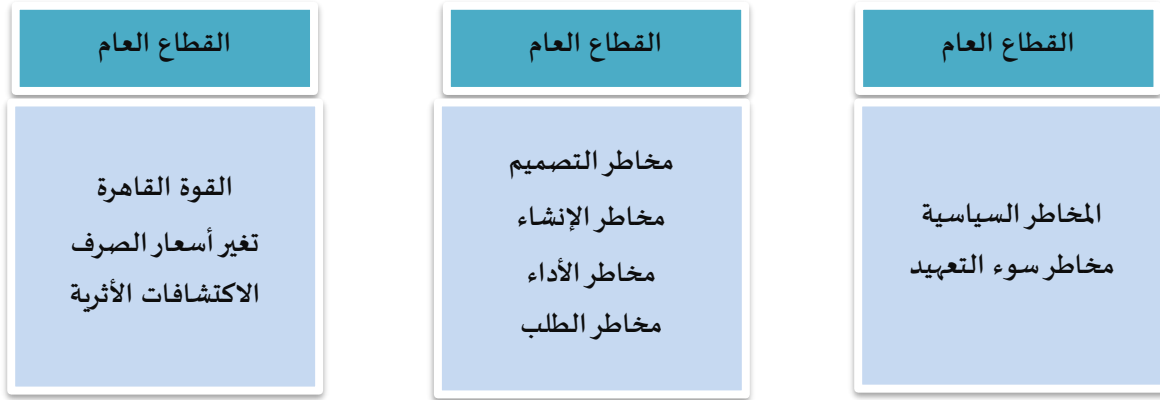 القطاع العام
المخاطر السياسية
مخاطر سوء التعهيد
القطاع العام
مخاطر التصميم
مخاطر الإنشاء
مخاطر الأداء
مخاطر الطلب
القطاع العام
القوة القاهرة
تغير أسعار الصرف
الاكتشافات الأثرية